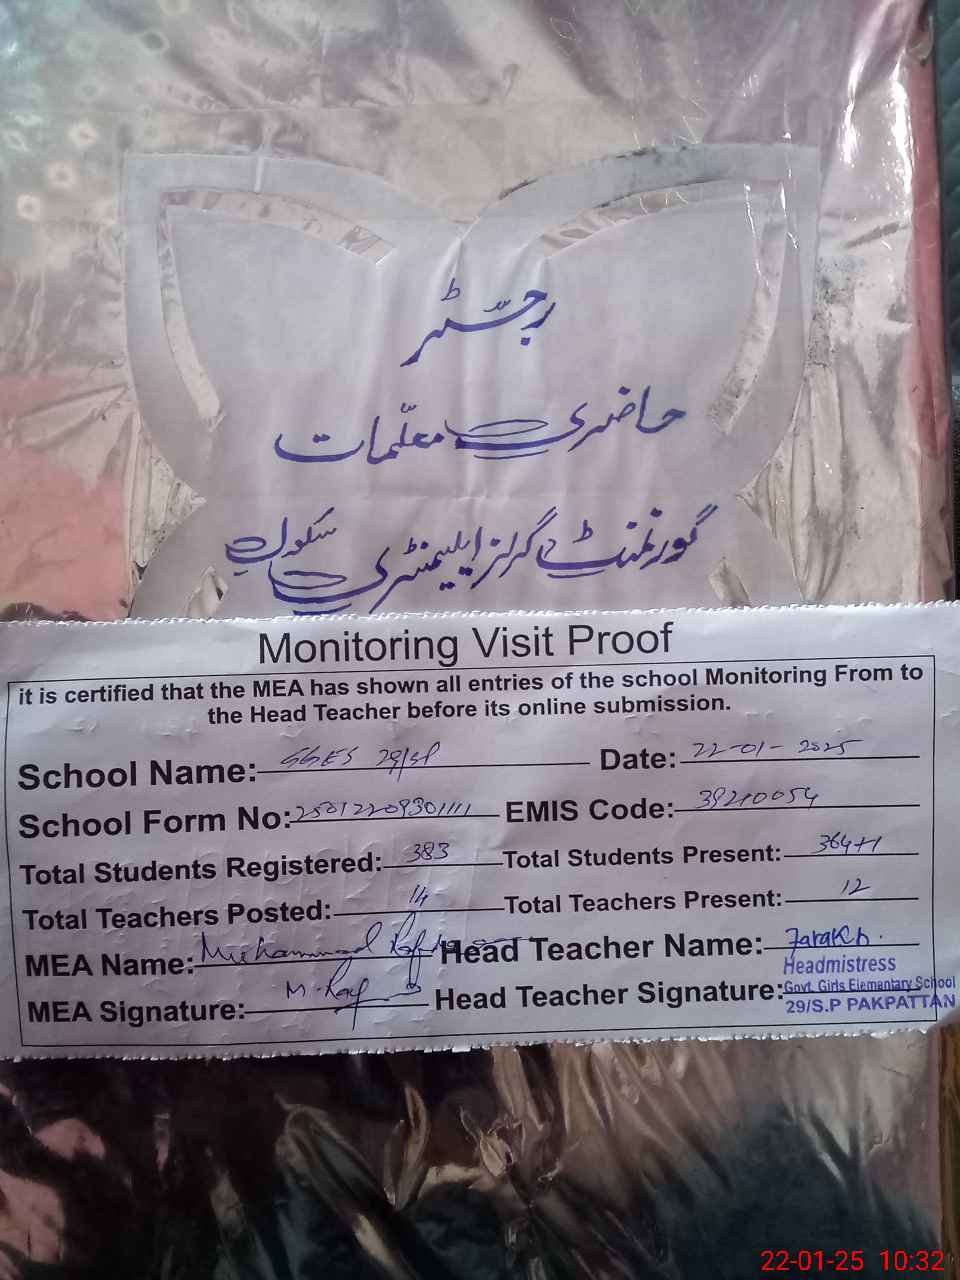 رجسٹر
حاضری معلمات
گورنمنٹ گرلز ایلیمنٹری سکول
Monitoring Visit Proof
it is certified that the MEA has shown all entries of the school Monitoring From to
the Head Teacher before its online submission.
School Name: GGES 29/SP Date: 22-01-2025
School Form No: 25012209301111 EMIS Code: 39210054
Total Students Registered: 383 Total Students Present: 364+1
Total Teachers Posted: 14 Total Teachers Present: 12
MEA Name: Muhammad Head Teacher Name: Farakh.
Headmistress
MEA Signature: Head Teacher Signature: Govt. Girls Elementary School
29/S.P PAKPATTAN
22-01-25 10:32